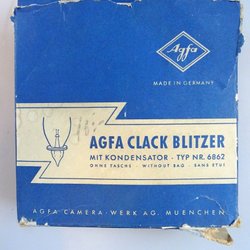 Agfa
MADE IN GERMANY
AGFA CLACK BLITZER
MIT KONDENSATOR - TYP NR. 6862
OHNE TASCHE - WITHOUT BAG - SANS ETUI
AGFA CAMERA-WERK AG. MUENCHEN